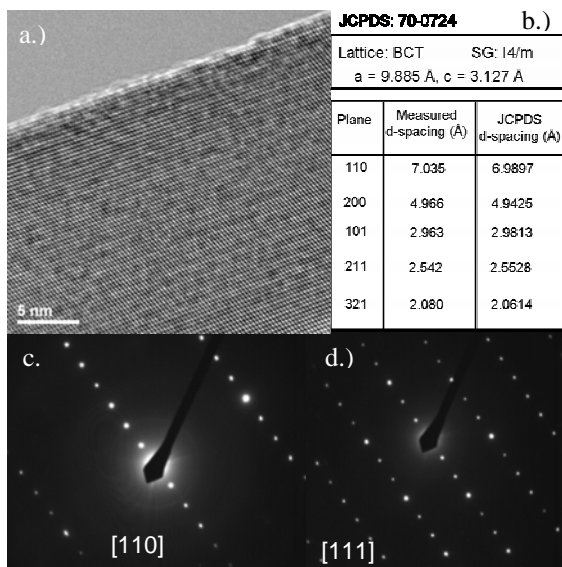 a.)
5 nm
JCPDS: 70-0724 b.)
Lattice: BCT SG: I4/m
a = 9.885 Å, c = 3.127 Å
Plane Measured d-spacing (Å) JCPDS d-spacing (Å)
110 7.035 6.9897
200 4.966 4.9425
101 2.963 2.9813
211 2.542 2.5528
321 2.080 2.0614
c.
[110]
d.)
[111]